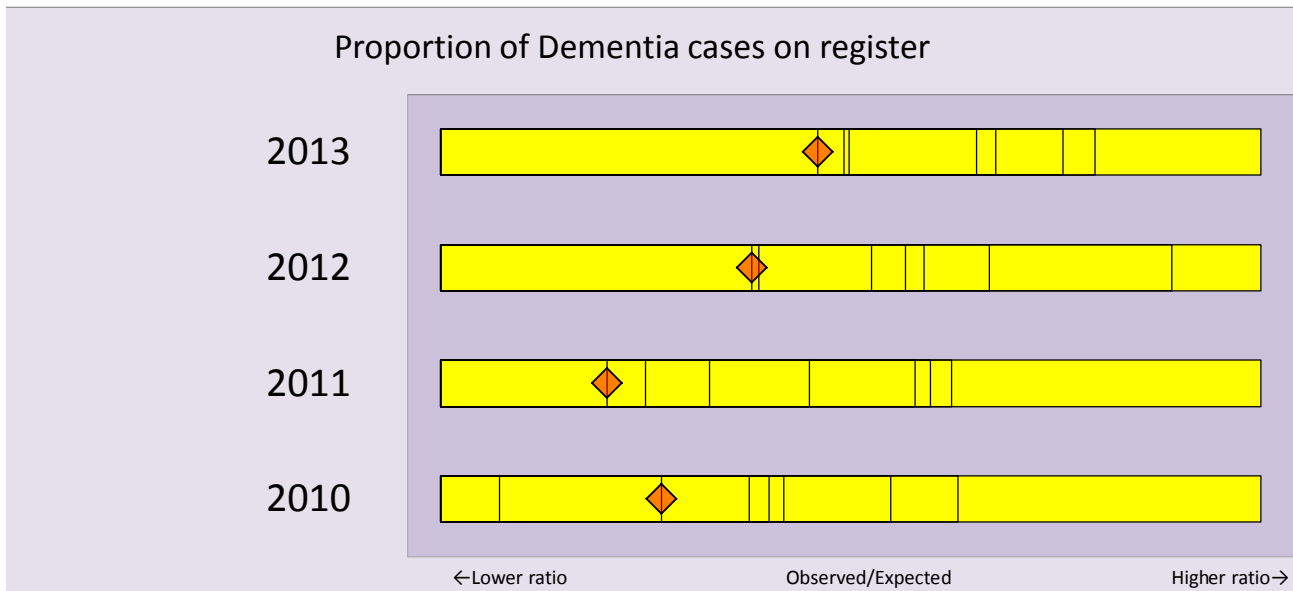 Proportion of Dementia cases on register
2013
2012
2011
2010
←Lower ratio Observed/Expected Higher ratio→